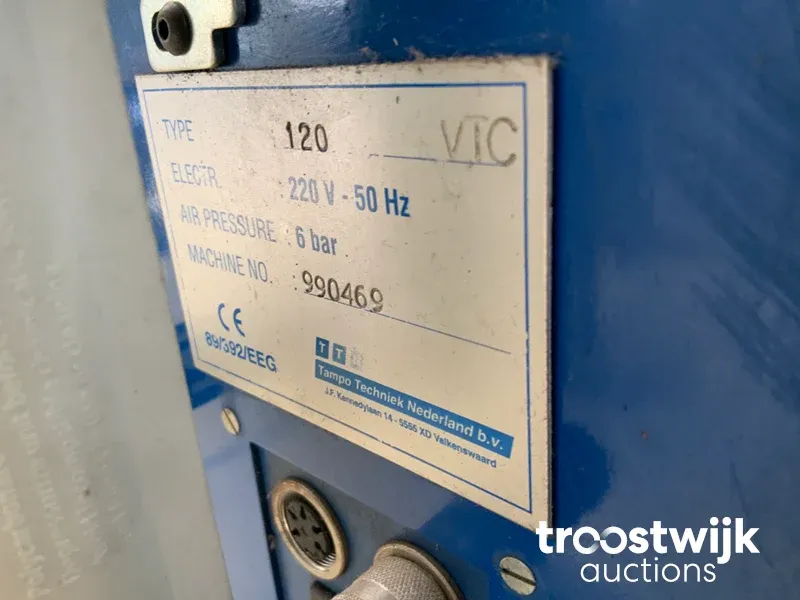 TYPE : 120 VTC
ELECTR. : 220 V - 50 Hz
AIR PRESSURE : 6 bar
MACHINE NO. : 990469
CE
89/392/EEG
TT
Tampo Techniek Nederland b.v.
J.F. Kennedylaan 14 - 5555 XD Valkenswaard
troostwijk
auctions